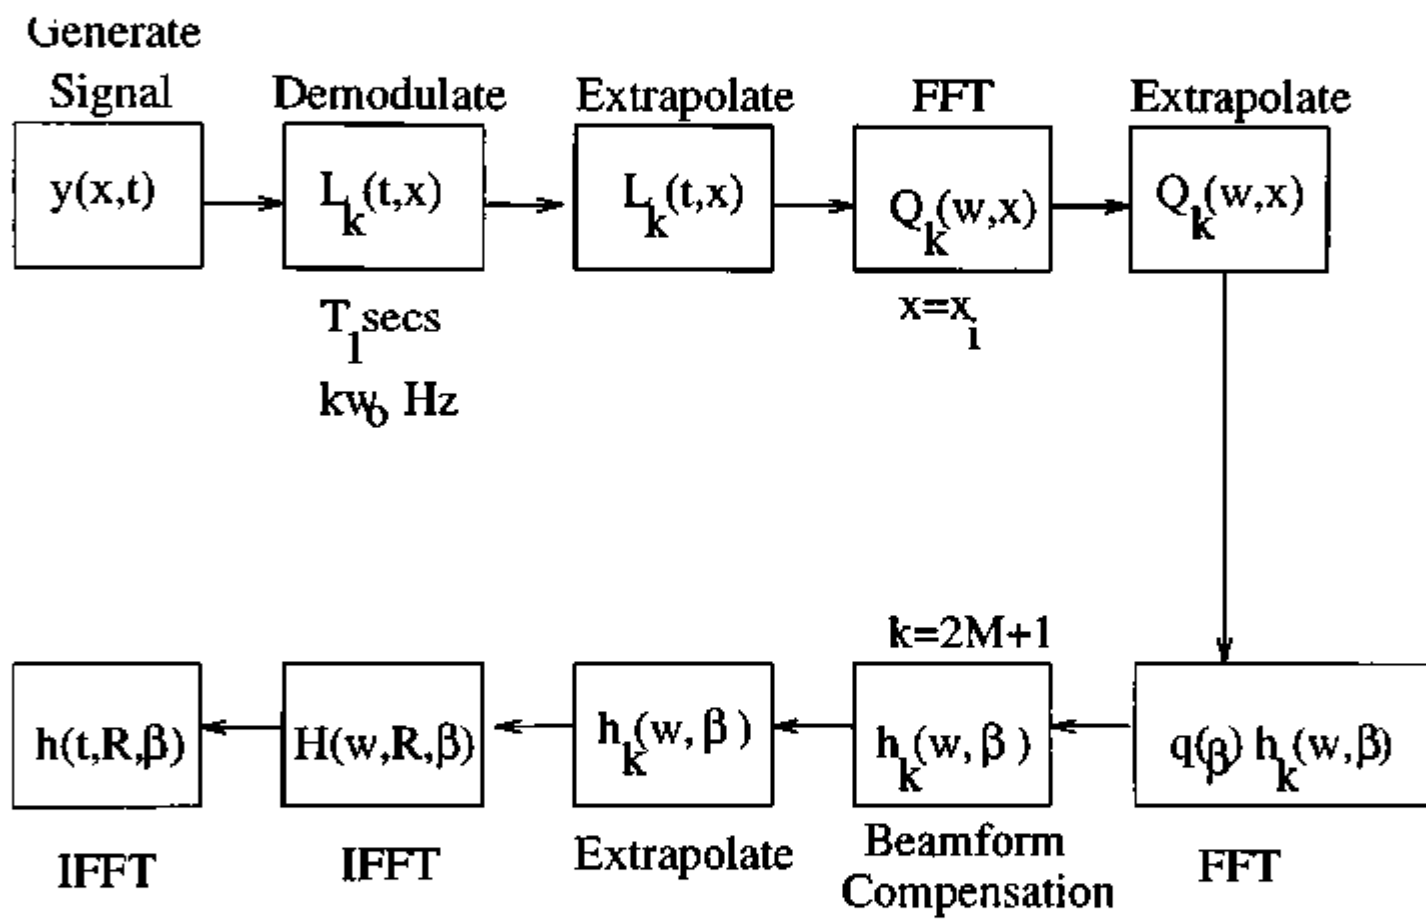 Generate
Signal
Demodulate
Extrapolate
FFT
Extrapolate
y(x,t)
L_k(t,x)
L_k(t,x)
Q_k(w,x)
Q_k(w,x)
T_1 secs
kw_o Hz
x=x_i
k=2M+1
h(t,R,β)
H(w,R,β)
h_k(w,β)
h_k(w,β)
q(β) h_k(w,β)
IFFT
IFFT
Extrapolate
Beamform
Compensation
FFT